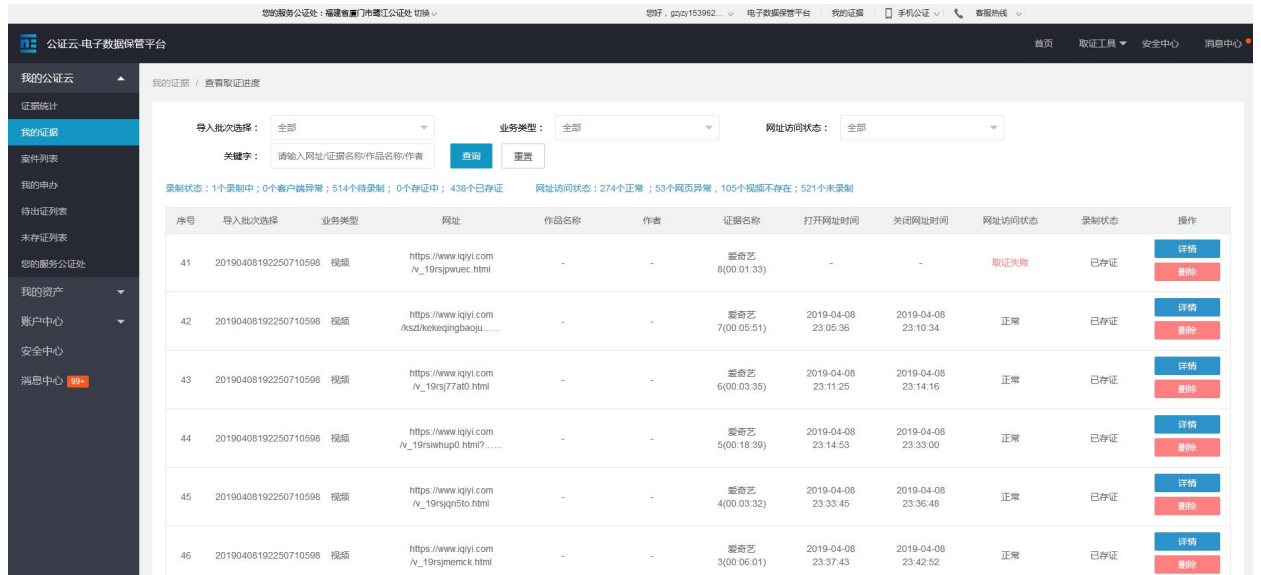 您的服务公证处：福建省厦门市鹭江公证处 切换 您好，gzyzy153962... 电子数据保管平台 我的证据 手机公证 客服热线
公证云-电子数据保管平台 首页 取证工具 安全中心 消息中心
我的公证云
证据统计
我的证据
案件列表
我的申办
待出证列表
未存证列表
您的服务公证处
我的资产
账户中心
安全中心
消息中心 99+
我的证据 / 查看取证进度
导入批次选择： 全部 业务类型： 全部 网址访问状态： 全部
关键字： 请输入网址/证据名称/作品名称/作者 查询 重置
录制状态：1个录制中；0个客户端异常；514个待录制； 0个存证中； 438个已存证 网址访问状态：274个正常 ；53个网页异常，105个视频不存在；521个未录制
序号 导入批次选择 业务类型 网址 作品名称 作者 证据名称 打开网址时间 关闭网址时间 网址访问状态 录制状态 操作
41 20190408192250710598 视频 https://www.iqiyi.com - - 爱奇艺 - - 取证失败 已存证 详情
/v_19rsjpwuec.html 8(00:01:33) 删除
42 20190408192250710598 视频 https://www.iqiyi.com - - 爱奇艺 2019-04-08 2019-04-08 正常 已存证 详情
/kszt/kekeqingbaoju…… 7(00:05:51) 23:05:36 23:10:34 删除
43 20190408192250710598 视频 https://www.iqiyi.com - - 爱奇艺 2019-04-08 2019-04-08 正常 已存证 详情
/v_19rsj77at0.html 6(00:03:35) 23:11:25 23:14:16 删除
44 20190408192250710598 视频 https://www.iqiyi.com - - 爱奇艺 2019-04-08 2019-04-08 正常 已存证 详情
/v_19rsiwhup0.html?…… 5(00:18:39) 23:14:53 23:33:00 删除
45 20190408192250710598 视频 https://www.iqiyi.com - - 爱奇艺 2019-04-08 2019-04-08 正常 已存证 详情
/v_19rsjqn5to.html 4(00:03:32) 23:33:45 23:36:48 删除
46 20190408192250710598 视频 https://www.iqiyi.com - - 爱奇艺 2019-04-08 2019-04-08 正常 已存证 详情
/v_19rsjmemck.html 3(00:06:01) 23:37:43 23:42:52 删除